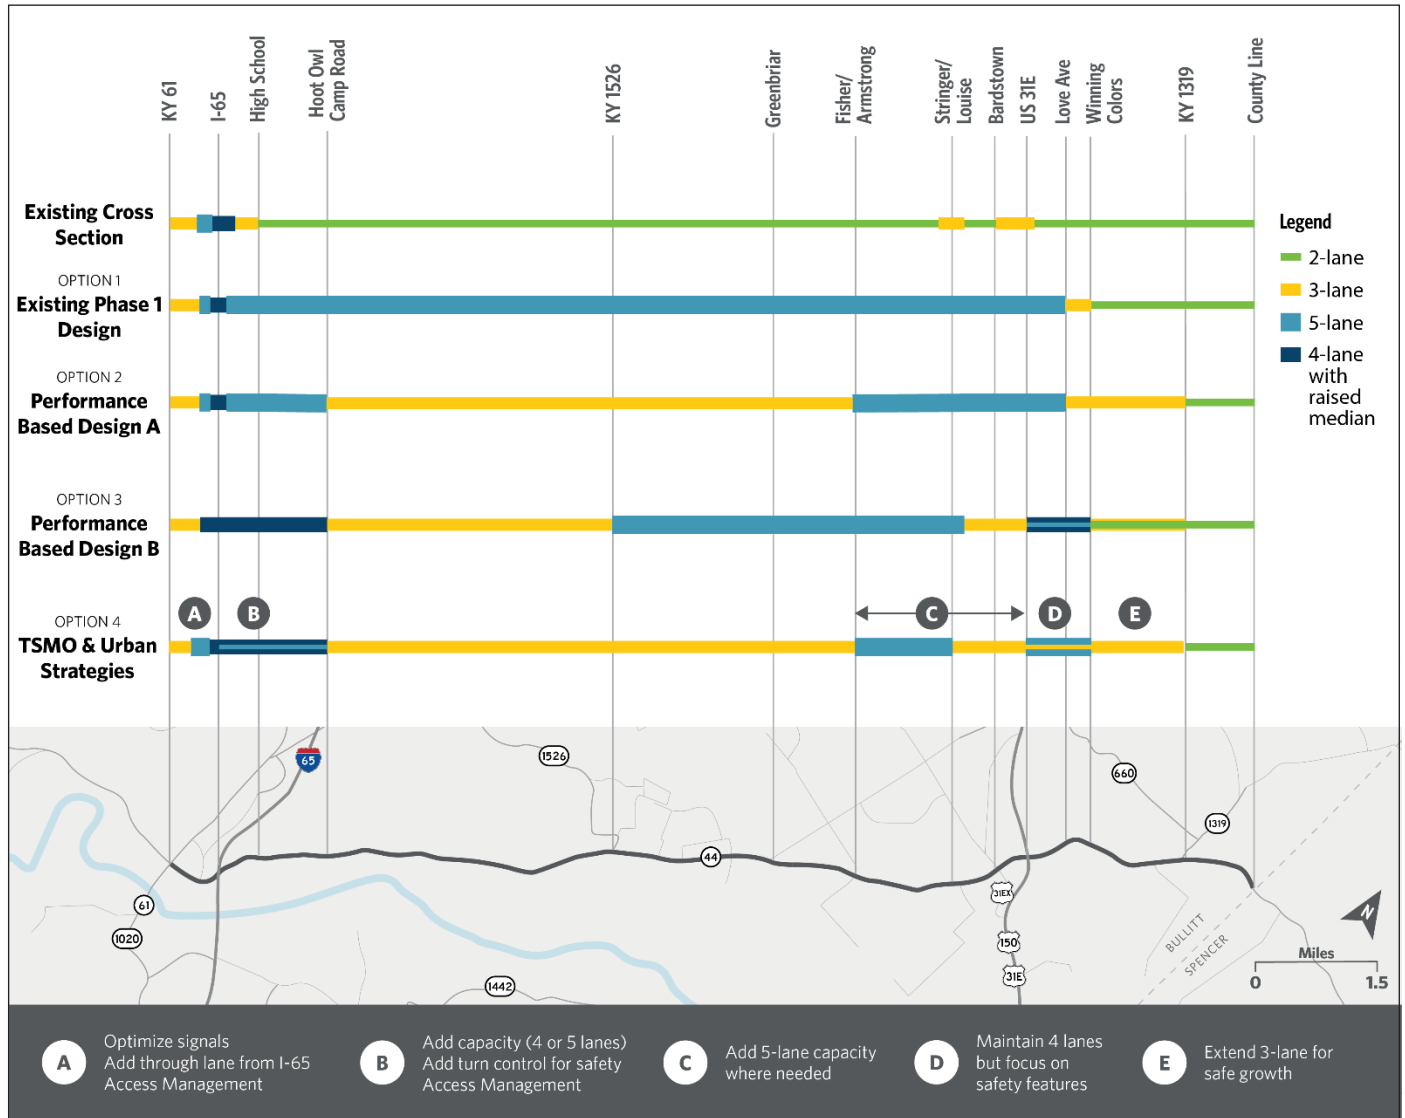 KY 61
I-65
High School
Hoot Owl
Camp Road
KY 1526
Greenbriar
Fisher/
Armstrong
Stringer/
Louise
Bardstown
US 31E
Love Ave
Winning
Colors
KY 1319
County Line
Existing Cross
Section
OPTION 1
Existing Phase 1
Design
OPTION 2
Performance
Based Design A
OPTION 3
Performance
Based Design B
OPTION 4
TSMO & Urban
Strategies
A
B
C
D
E
Legend
2-lane
3-lane
5-lane
4-lane
with
raised
median
65
1526
660
1319
44
61
1020
31EX
150
31E
1442
BULLITT
SPENCER
N
Miles
0
1.5
A
Optimize signals
Add through lane from I-65
Access Management
B
Add capacity (4 or 5 lanes)
Add turn control for safety
Access Management
C
Add 5-lane capacity
where needed
D
Maintain 4 lanes
but focus on
safety features
E
Extend 3-lane for
safe growth